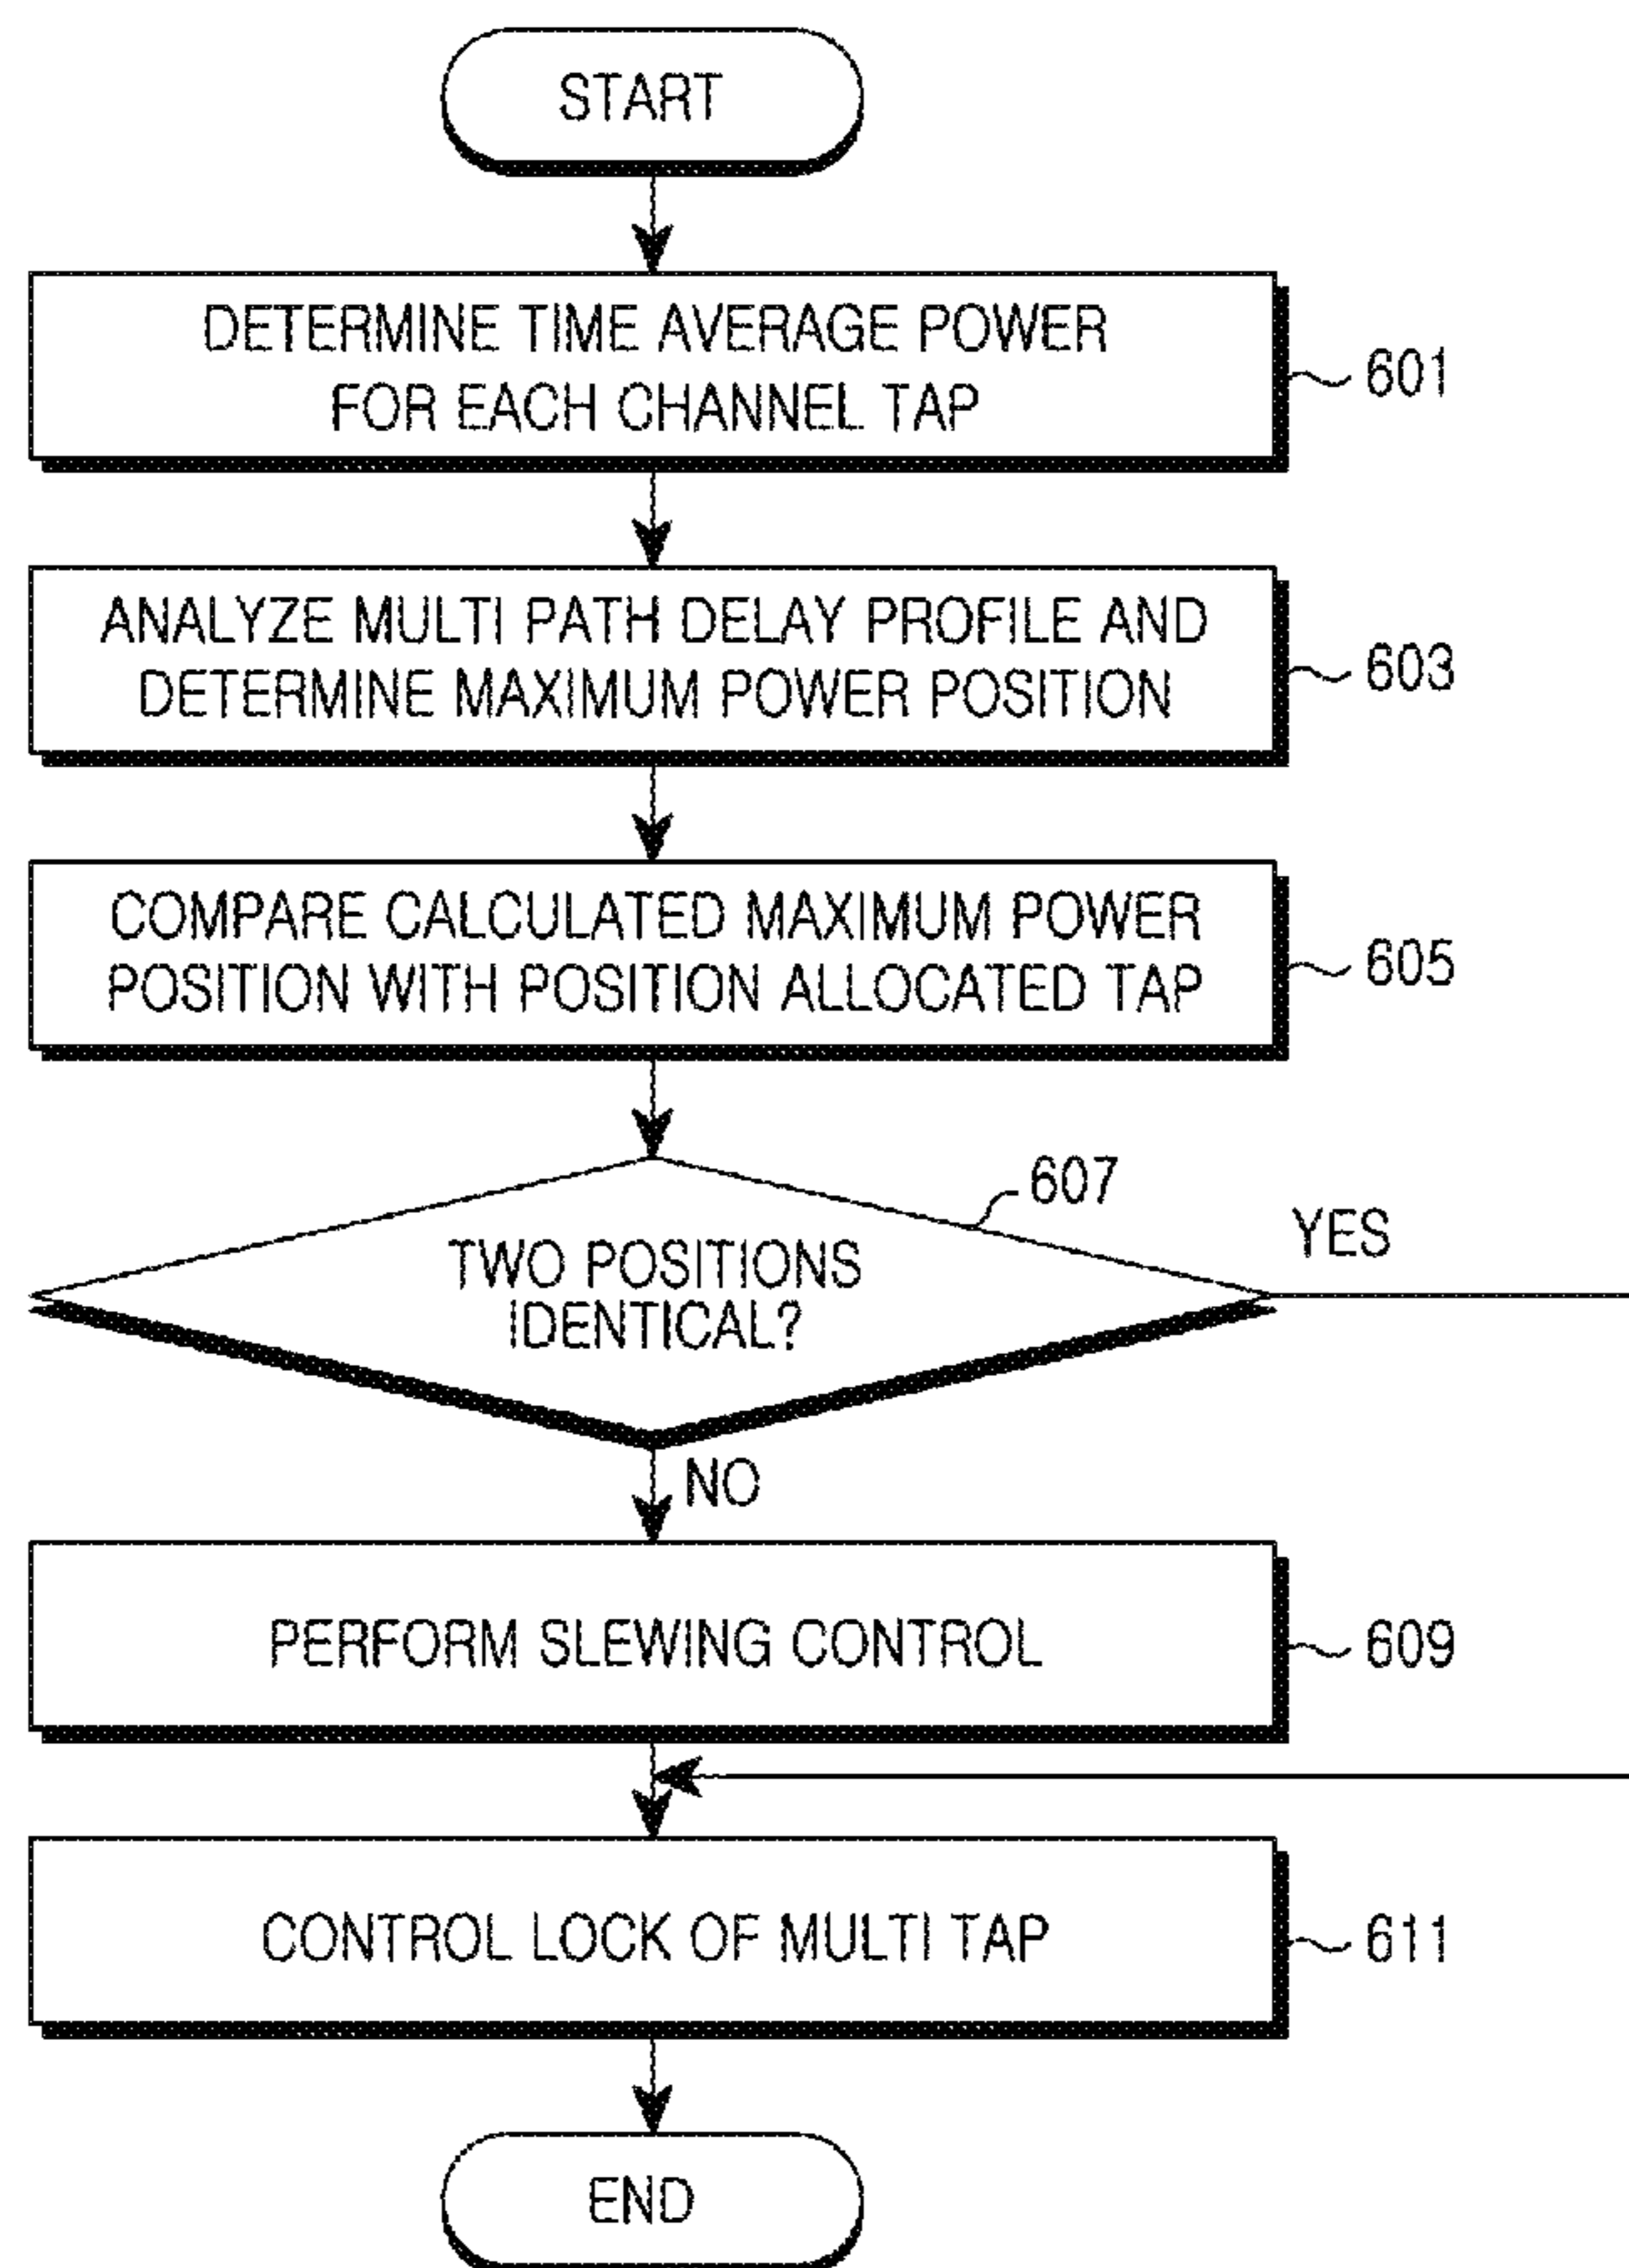 START
DETERMINE TIME AVERAGE POWER
FOR EACH CHANNEL TAP
601
ANALYZE MULTI PATH DELAY PROFILE AND
DETERMINE MAXIMUM POWER POSITION
603
COMPARE CALCULATED MAXIMUM POWER
POSITION WITH POSITION ALLOCATED TAP
605
607
YES
TWO POSITIONS
IDENTICAL?
NO
PERFORM SLEWING CONTROL
609
CONTROL LOCK OF MULTI TAP
611
END